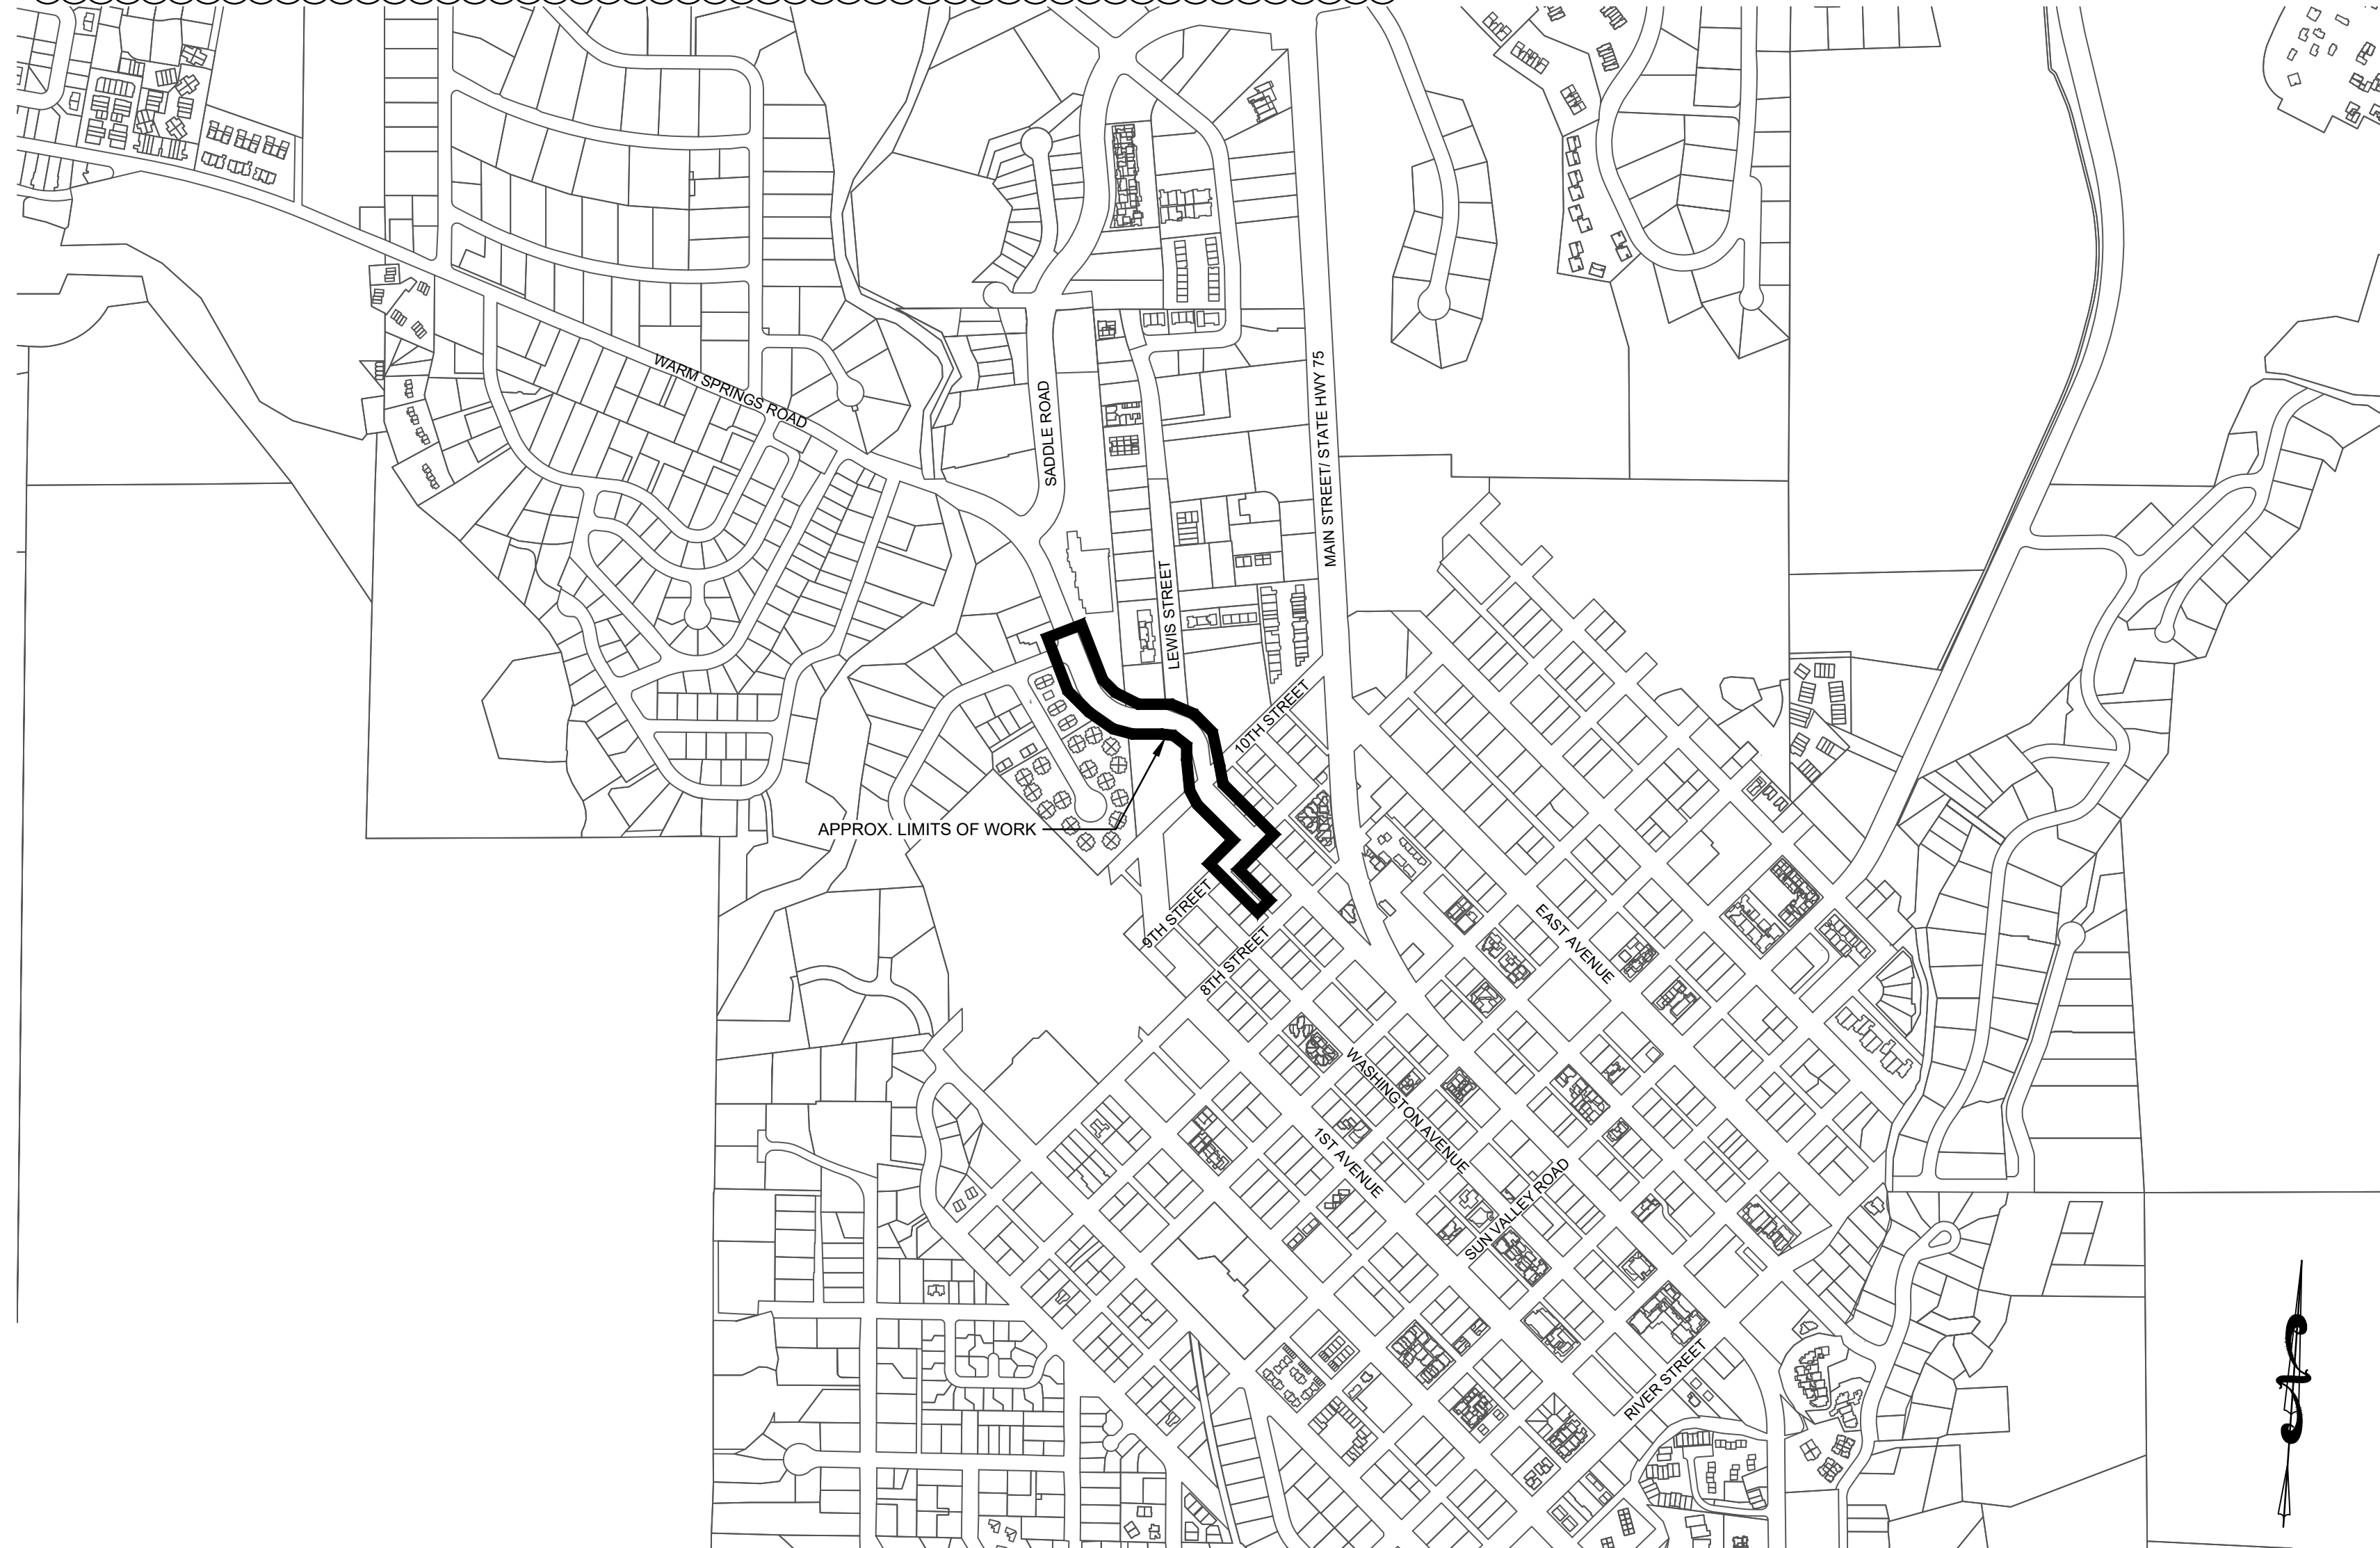 WARM SPRINGS ROAD
SADDLE ROAD
MAIN STREET/ STATE HWY 75
LEWIS STREET
10TH STREET
APPROX. LIMITS OF WORK
9TH STREET
8TH STREET
EAST AVENUE
WASHINGTON AVENUE
1ST AVENUE
SUN VALLEY ROAD
RIVER STREET